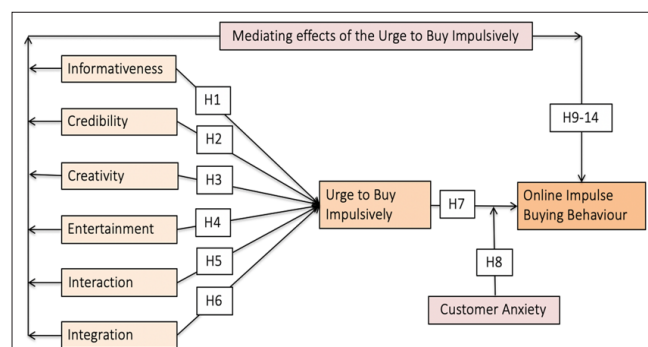 Mediating effects of the Urge to Buy Impulsively
Informativeness
H1
H9-14
Credibility
H2
Creativity
H3
Urge to Buy
Impulsively
H7
Online Impulse
Buying Behaviour
Entertainment
H4
Interaction
H5
H8
H6
Customer Anxiety
Integration